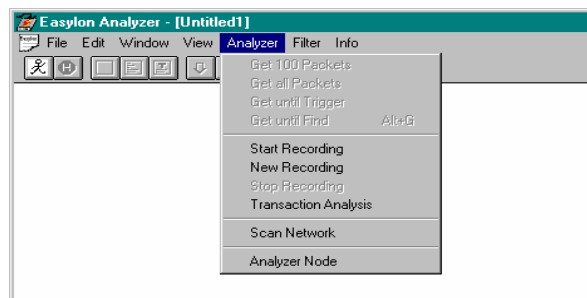 Easylon Analyzer - [Untitled1]
File Edit Window View Analyzer Filter Info
Get 100 Packets
Get all Packets
Get until Trigger
Get until Find Alt+G
Start Recording
New Recording
Stop Recording
Transaction Analysis
Scan Network
Analyzer Node